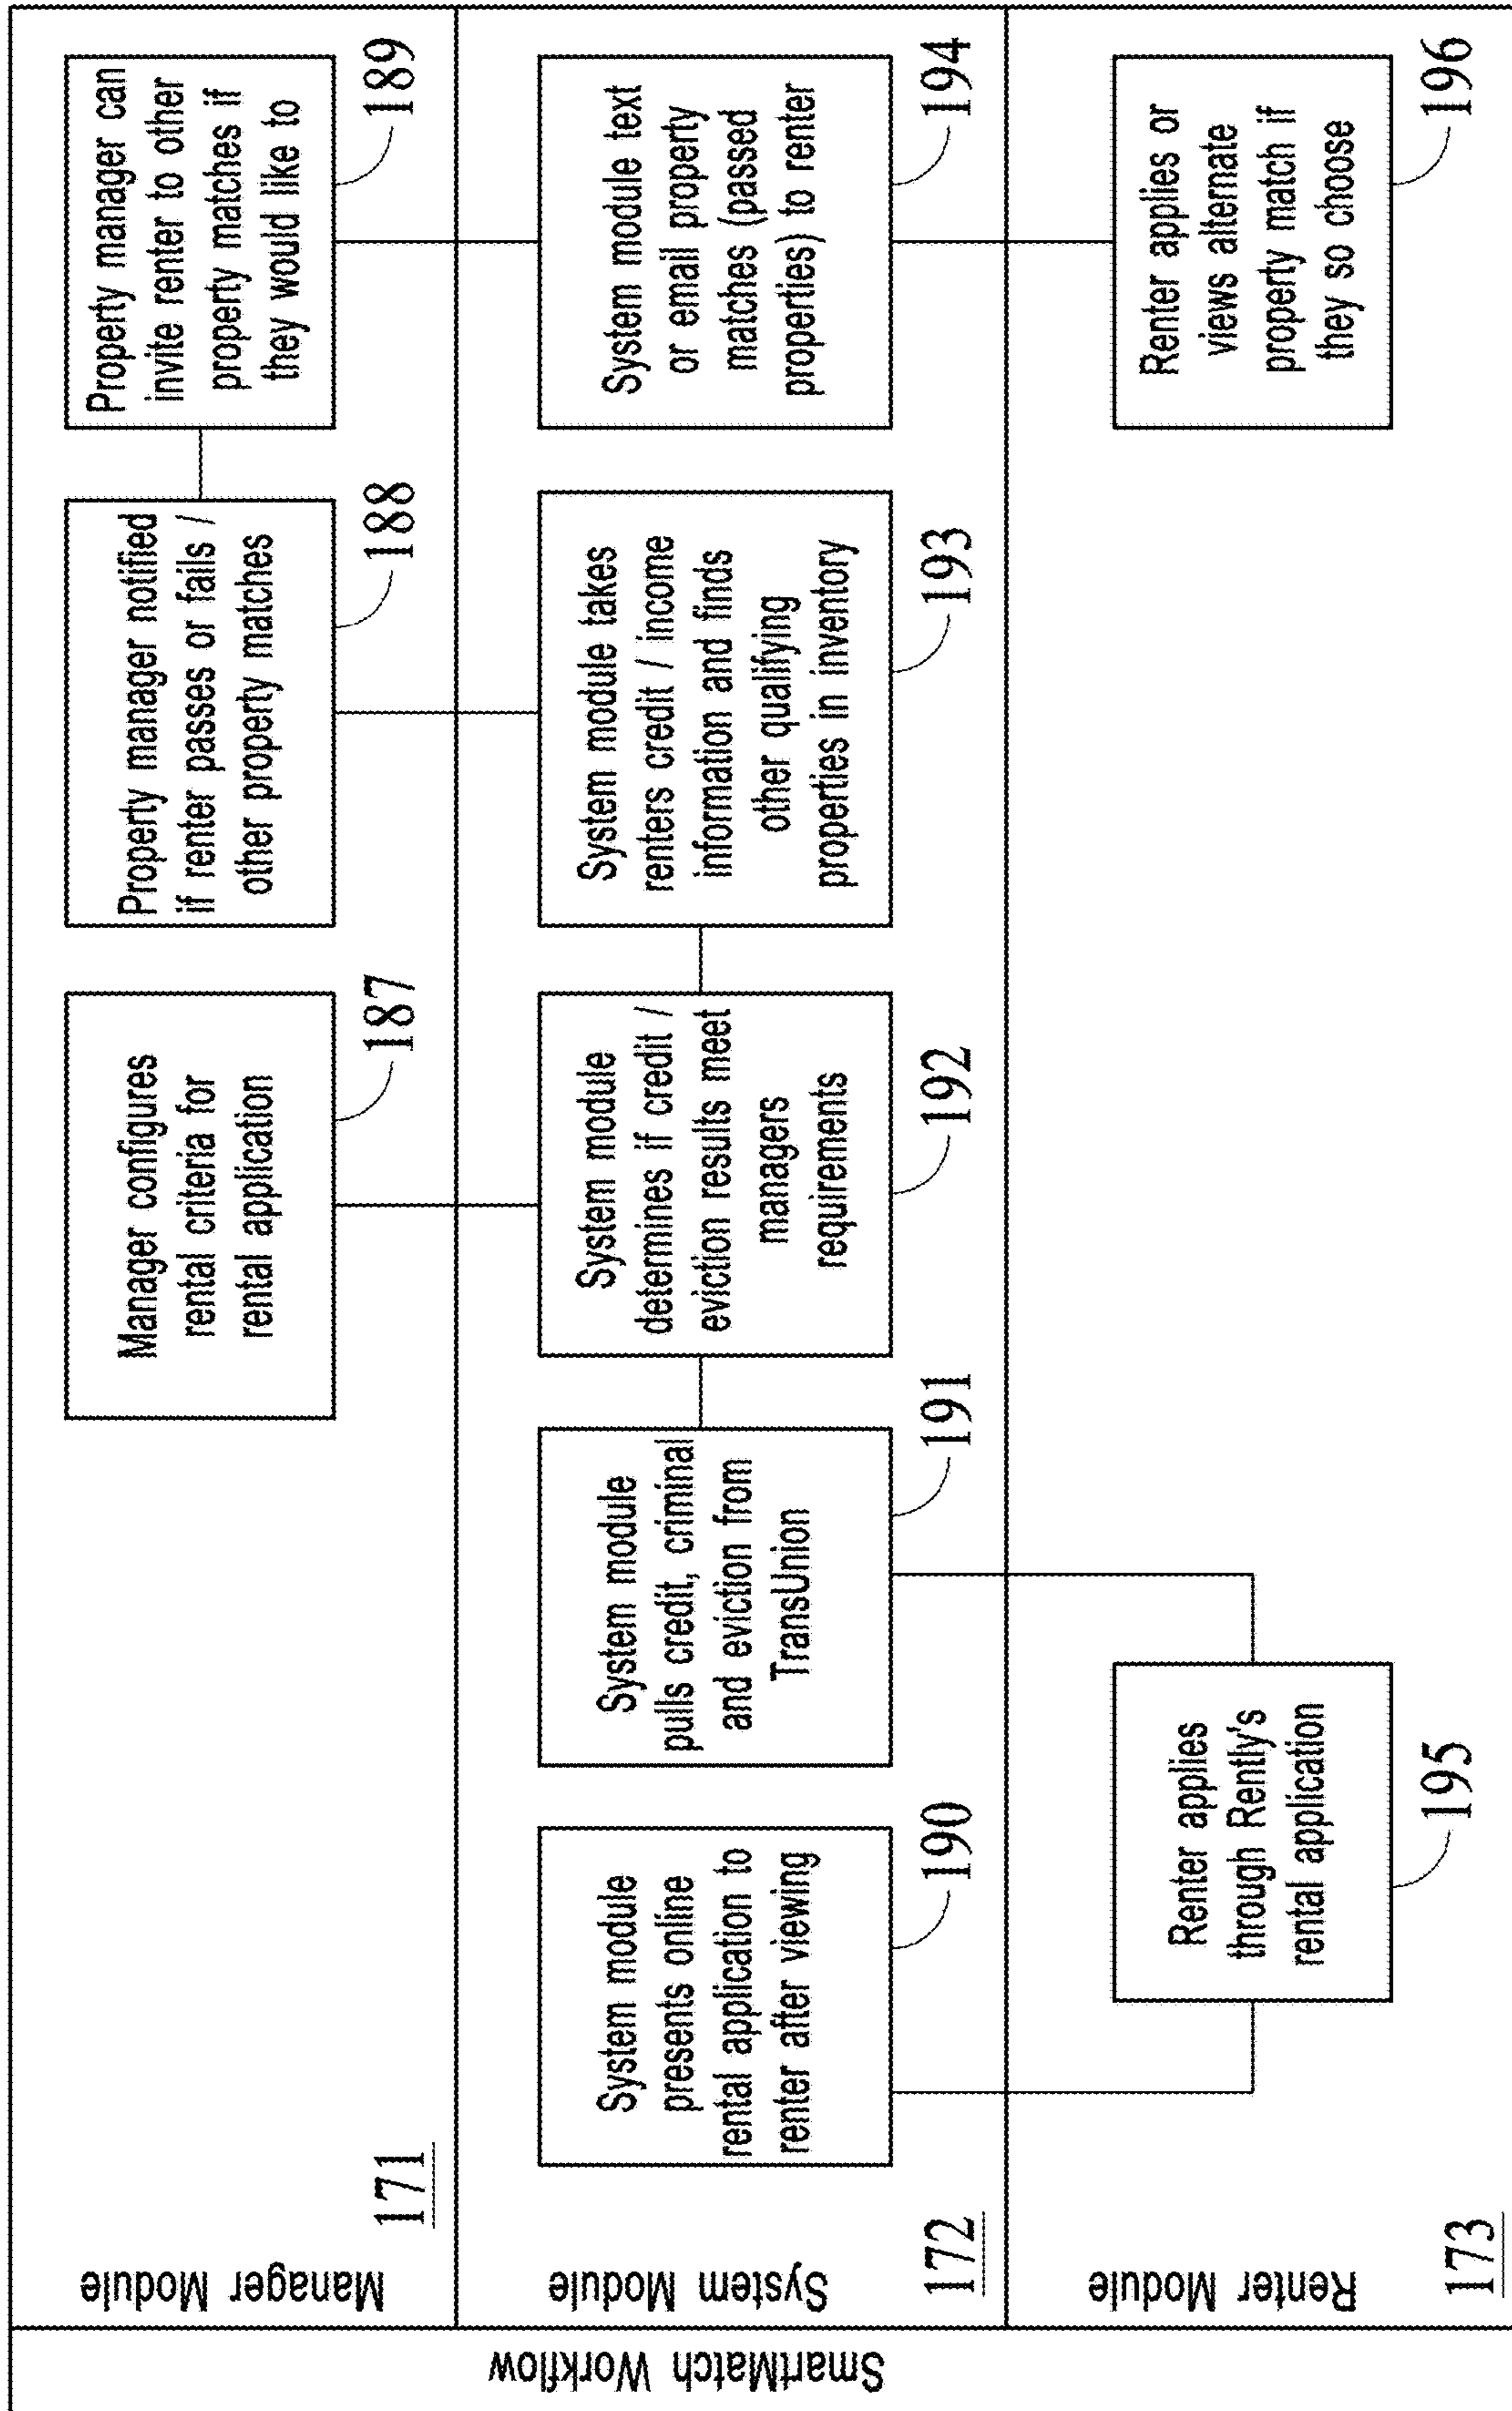 SmartMatch Workflow
Manager Module
171
Manager configures
rental criteria for
rental application
187
Property manager notified
if renter passes or fails /
other property matches
188
Property manager can
invite renter to other
property matches if
they would like to
189
System Module
172
System module
presents online
rental application to
renter after viewing
190
System module
pulls credit, criminal
and eviction from
TransUnion
191
System module
determines if credit /
eviction results meet
managers
requirements
192
System module takes
renters credit / income
information and finds
other qualifying
properties in inventory
193
System module text
or email property
matches (passed
properties) to renter
194
Renter Module
173
Renter applies
through Rently's
rental application
195
Renter applies or
views alternate
property match if
they so choose
196